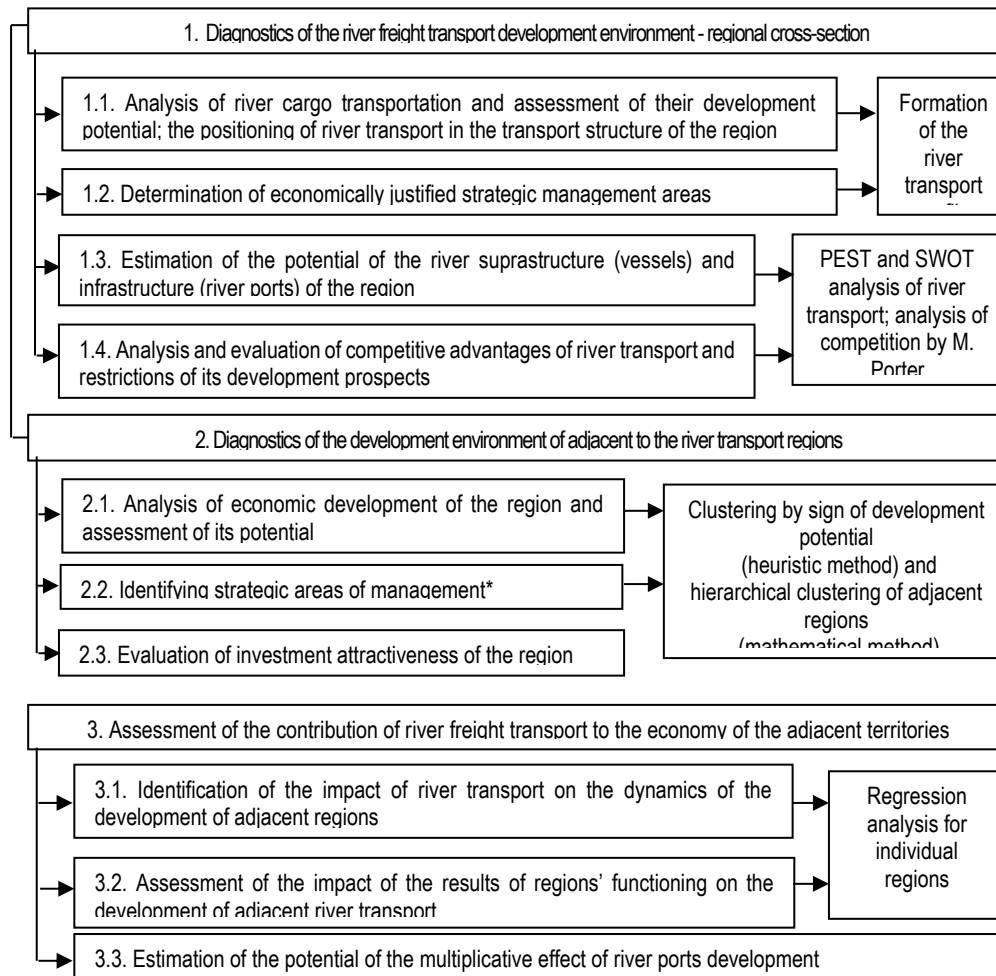 1. Diagnostics of the river freight transport development environment - regional cross-section
1.1. Analysis of river cargo transportation and assessment of their development
potential; the positioning of river transport in the transport structure of the region
Formation
of the
river
transport
1.2. Determination of economically justified strategic management areas
1.3. Estimation of the potential of the river suprastructure (vessels) and
infrastructure (river ports) of the region
1.4. Analysis and evaluation of competitive advantages of river transport and
restrictions of its development prospects
PEST and SWOT
analysis of river
transport; analysis of
competition by M.
Porter
2. Diagnostics of the development environment of adjacent to the river transport regions
2.1. Analysis of economic development of the region and
assessment of its potential
2.2. Identifying strategic areas of management*
2.3. Evaluation of investment attractiveness of the region
Clustering by sign of development
potential
(heuristic method) and
hierarchical clustering of adjacent
regions
(mathematical method)
3. Assessment of the contribution of river freight transport to the economy of the adjacent territories
3.1. Identification of the impact of river transport on the dynamics of the
development of adjacent regions
3.2. Assessment of the impact of the results of regions' functioning on the
development of adjacent river transport
Regression
analysis for
individual
regions
3.3. Estimation of the potential of the multiplicative effect of river ports development